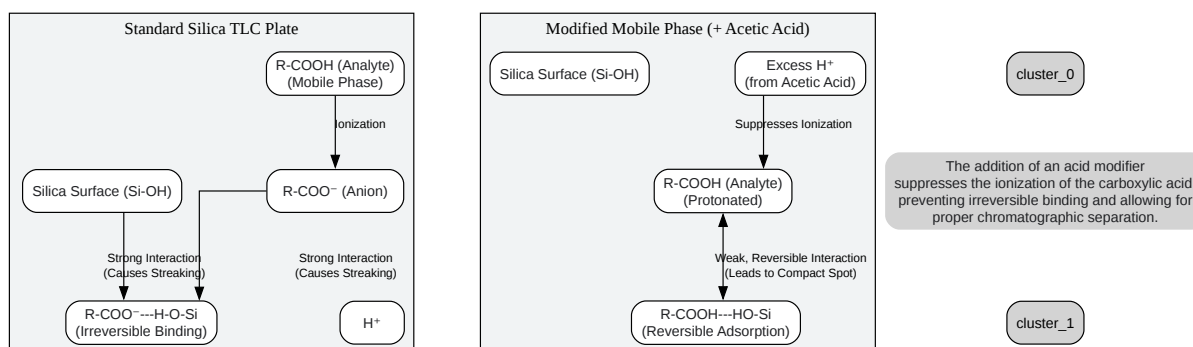 Standard Silica TLC Plate
R-COOH (Analyte)
(Mobile Phase)
Ionization
Silica Surface (Si-OH)
R-COO⁻ (Anion)
Strong Interaction
(Causes Streaking)
Strong Interaction
(Causes Streaking)
R-COO⁻---H-O-Si
(Irreversible Binding)
H⁺
Modified Mobile Phase (+ Acetic Acid)
Silica Surface (Si-OH)
Excess H⁺
(from Acetic Acid)
Suppresses Ionization
R-COOH (Analyte)
(Protonated)
Weak, Reversible Interaction
(Leads to Compact Spot)
R-COOH---HO-Si
(Reversible Adsorption)
cluster_0
The addition of an acid modifier
suppresses the ionization of the carboxylic acid
preventing irreversible binding and allowing for
proper chromatographic separation.
cluster_1